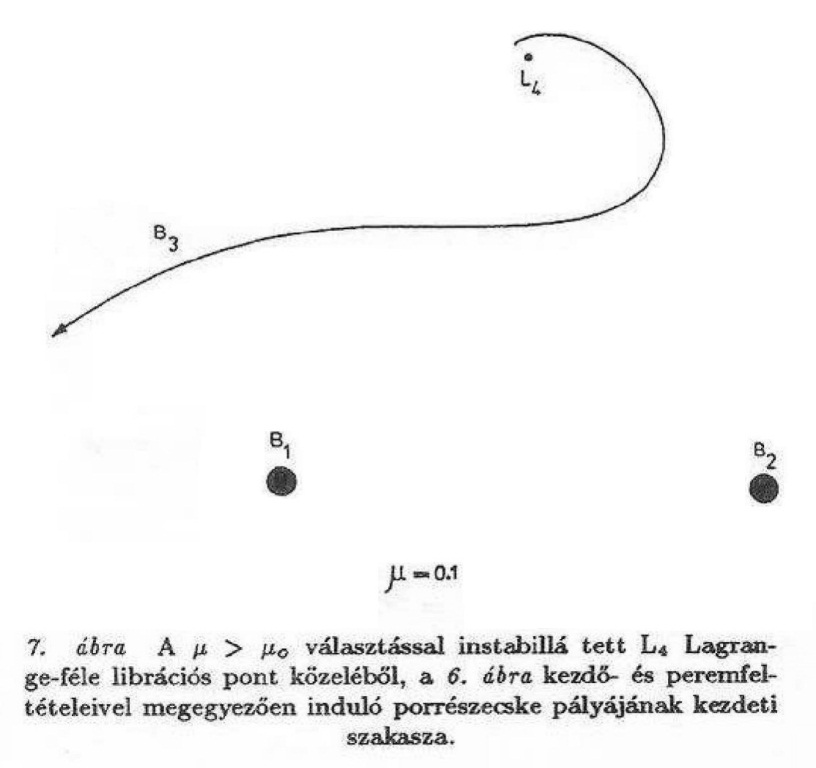 L₄
B₃
B₁
B₂
μ = 0.1
7. ábra A μ > μₒ választással instabillá tett L₄ Lagran-
ge-féle librációs pont közeléből, a 6. ábra kezdő- és peremfel-
tételeivel megegyezően induló porrészecske pályájának kezdeti
szakasza.